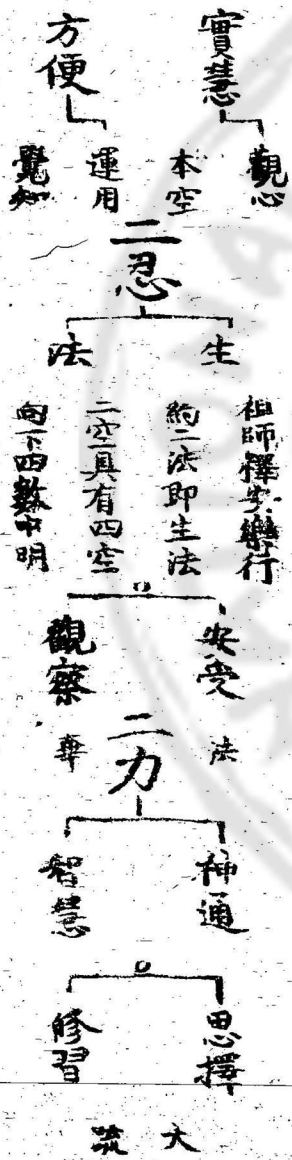 實慧
觀心
本空
方便
運用
覺知
二忍
生
祖師釋安樂行
約二法即生法
法
二空具有四空
向下四數中明
安受
法
觀察
華
二力
神通
智慧
思擇
修習
大
論